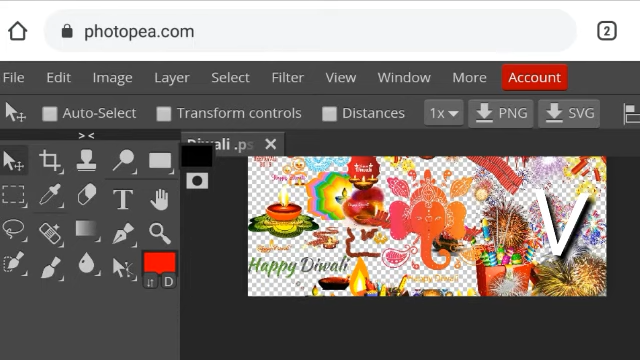 photopea.com
2
File Edit Image Layer Select Filter View Window More Account
Auto-Select Transform controls Distances 1x PNG SVG
> <
Diwali .ps
T
D
V
Happy Diwali